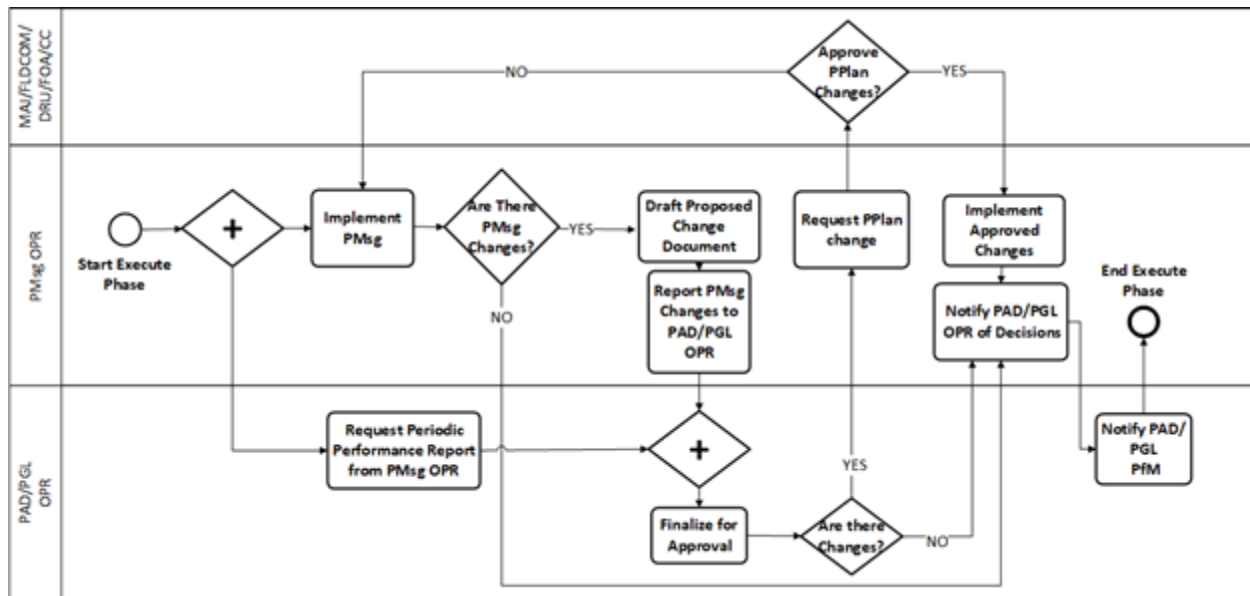 MAJ/FLDCOM/
DRU/FOA/CC
Approve
PPlan
Changes?
NO
YES
PMsg OPR
Start Execute
Phase
+
Implement
PMsg
Are There
PMsg
Changes?
YES
NO
Draft Proposed
Change
Document
Report PMsg
Changes to
PAD/PGL
OPR
Request PPlan
change
Implement
Approved
Changes
Notify PAD/PGL
OPR of Decisions
End Execute
Phase
PAD/PGL
OPR
Request Periodic
Performance Report
from PMsg OPR
+
Finalize for
Approval
YES
Are there
Changes?
NO
Notify PAD/
PGL
PfM